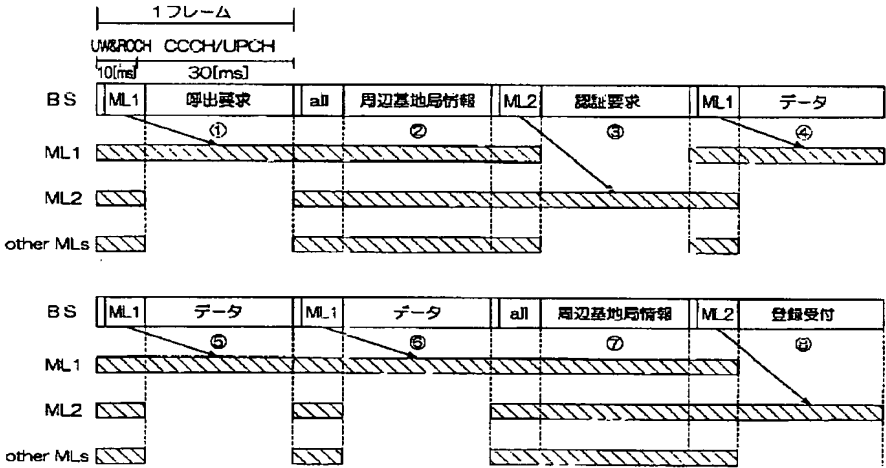 1フレーム
UW&RCCH CCCH/UPCH
10[ms] 30[ms]
BS ML1 呼出要求 all 周辺基地局情報 ML2 認証要求 ML1 データ
① ② ③ ④
ML1
ML2
other MLs
BS ML1 データ ML1 データ all 周辺基地局情報 ML2 登録受付
⑤ ⑥ ⑦ ⑧
ML1
ML2
other MLs